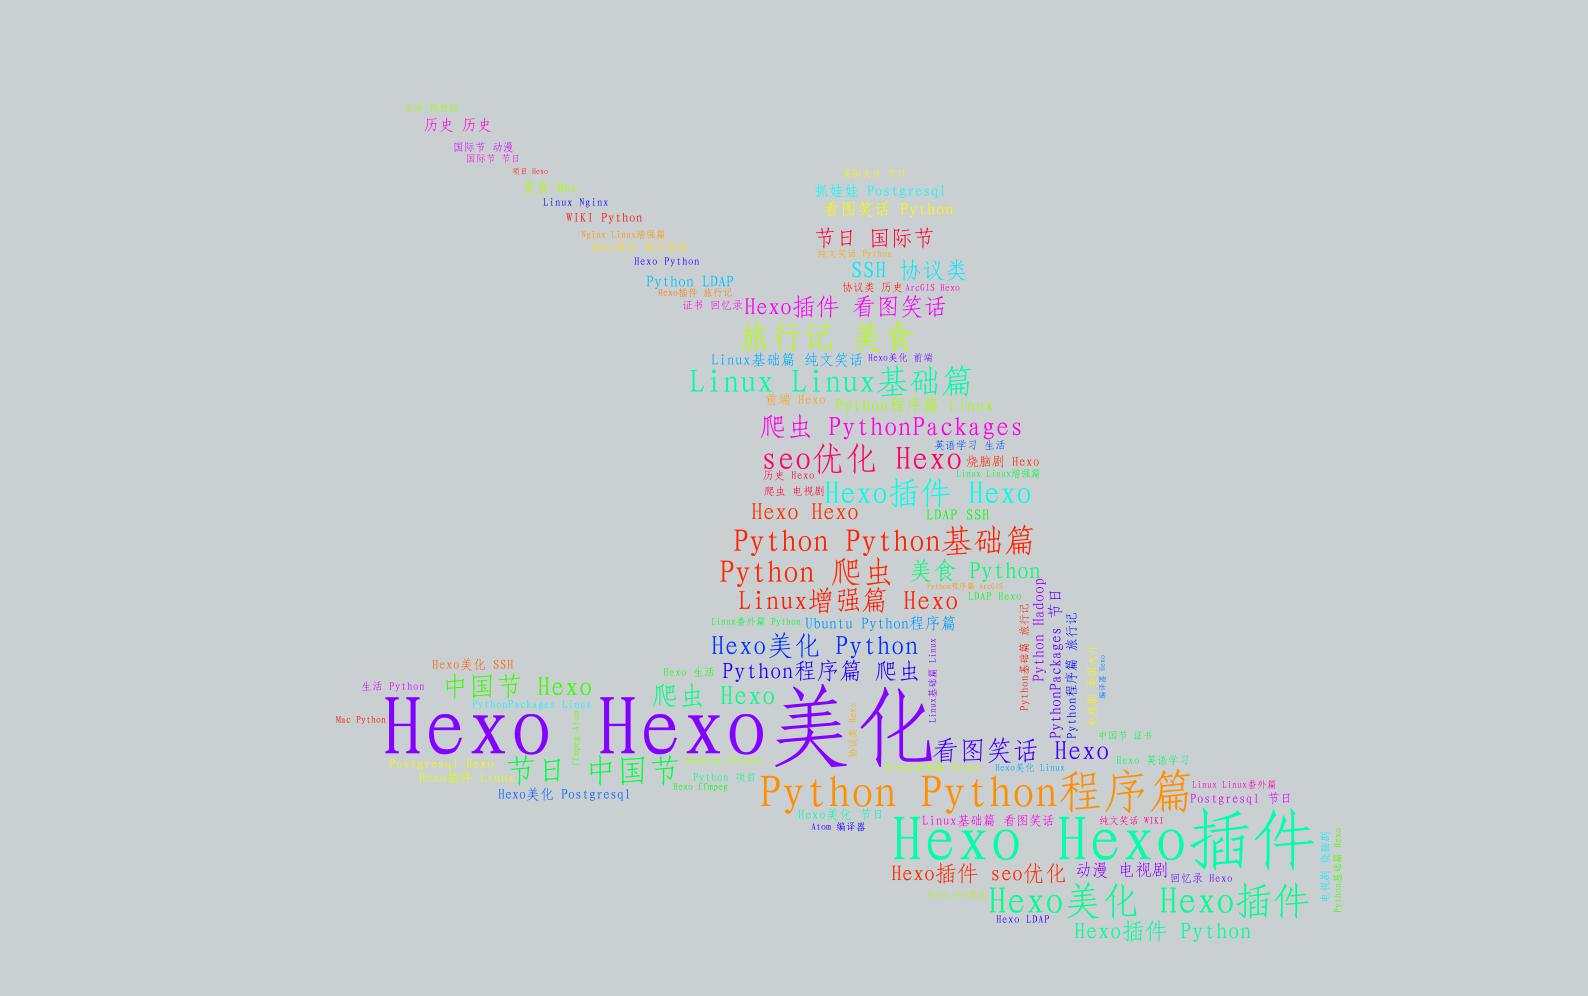 历史 历史
国际节 动漫
国际节 节日
项目 Hexo
美食 Mac
抓娃娃 Postgresql
Linux Nginx
看图笑话 Python
WIKI Python
Nginx Linux增强篇
节日 国际节
纯文笑话 Python
Hexo Python
SSH 协议类
Python LDAP
协议类 历史
ArcGIS Hexo
Hexo插件 旅行记
证书 回忆录
Hexo插件 看图笑话
旅行记 美食
Linux基础篇 纯文笑话
Hexo美化 前端
Linux Linux基础篇
前端 Hexo
Python程序篇 Linux
爬虫 PythonPackages
英语学习 生活
seo优化 Hexo
烧脑剧 Hexo
历史 Hexo
Linux Linux增强篇
爬虫 电视剧
Hexo插件 Hexo
Hexo Hexo
LDAP SSH
Python Python基础篇
Python 爬虫
美食 Python
Python程序篇 ArcGIS
Linux增强篇 Hexo
LDAP Hexo
Python Hadoop
Python基础篇 旅行记
PythonPackages 节日
Python程序篇 旅行记
编译器 Hexo
Linux番外篇 Python
Ubuntu Python程序篇
Hexo美化 Python
Linux基础篇 Linux
Hexo美化 SSH
Hexo 生活
Python程序篇 爬虫
生活 Python
中国节 Hexo
爬虫 Hexo
PythonPackages Linux
Mac Python
Hexo Hexo美化
ffmpeg Atom
协议类 Hexo
中国节 证书
看图笑话 Hexo
Hexo 英语学习
Postgresql Hexo
节日 中国节
Hexo美化 Linux
Hexo插件 Linux
Python 项目
Hexo ffmpeg
Python Python程序篇
Linux Linux番外篇
Hexo美化 Postgresql
Postgresql 节日
Hexo美化 节日
Linux基础篇 看图笑话
纯文笑话 WIKI
Atom 编译器
Hexo Hexo插件
电视剧 烧脑剧
Python基础篇 Hexo
Hexo插件 seo优化
动漫 电视剧
回忆录 Hexo
Hexo美化 Hexo插件
Hexo LDAP
Hexo插件 Python